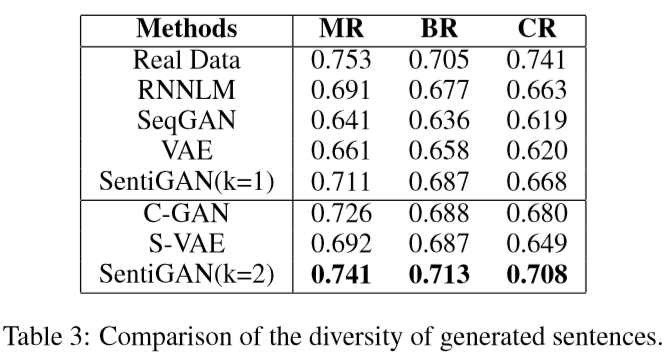 Methods MR BR CR
Real Data 0.753 0.705 0.741
RNNLM 0.691 0.677 0.663
SeqGAN 0.641 0.636 0.619
VAE 0.661 0.658 0.620
SentiGAN(k=1) 0.711 0.687 0.668
C-GAN 0.726 0.688 0.680
S-VAE 0.692 0.687 0.649
SentiGAN(k=2) 0.741 0.713 0.708
Table 3: Comparison of the diversity of generated sentences.